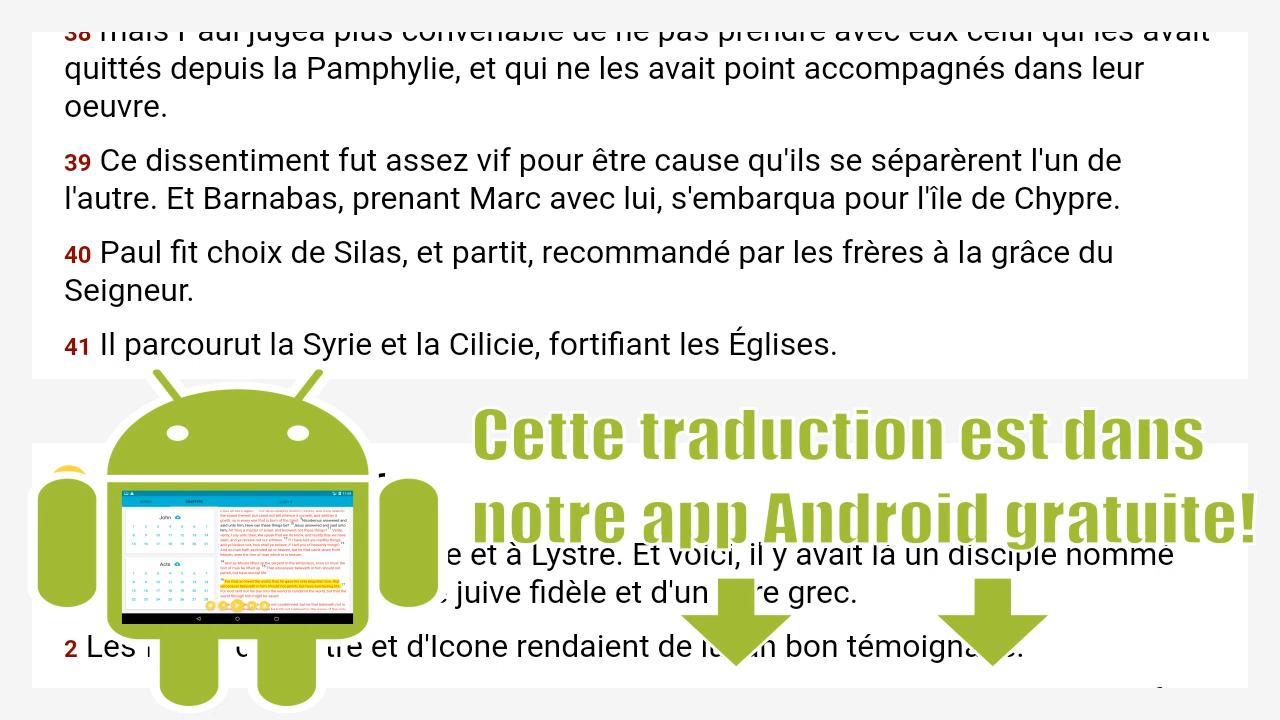 38 mais Paul jugea plus convenable de ne pas prendre avec eux celui qui les avait
quittés depuis la Pamphylie, et qui ne les avait point accompagnés dans leur
oeuvre.
39 Ce dissentiment fut assez vif pour être cause qu'ils se séparèrent l'un de
l'autre. Et Barnabas, prenant Marc avec lui, s'embarqua pour l'île de Chypre.
40 Paul fit choix de Silas, et partit, recommandé par les frères à la grâce du
Seigneur.
41 Il parcourut la Syrie et la Cilicie, fortifiant les Églises.
Cette traduction est dans
notre app Android gratuite!
John
Acts
et à Lystre. Et voici, il y avait là un disciple nommé
juive fidèle et d'un grec.
2 Les et d'Icone rendaient de bon